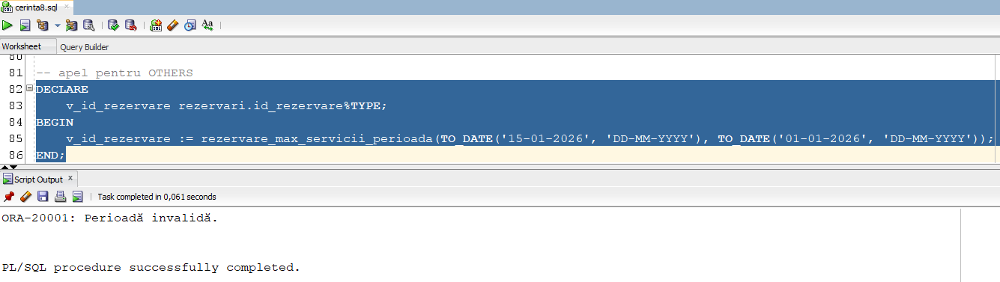 cerinta8.sql
Worksheet Query Builder
80
81 -- apel pentru OTHERS
82 DECLARE
83 v_id_rezervare rezervari.id_rezervare%TYPE;
84 BEGIN
85 v_id_rezervare := rezervare_max_servicii_perioada(TO_DATE('15-01-2026', 'DD-MM-YYYY'), TO_DATE('01-01-2026', 'DD-MM-YYYY'));
86 END;
Script Output x
Task completed in 0,061 seconds
ORA-20001: Perioadă invalidă.
PL/SQL procedure successfully completed.